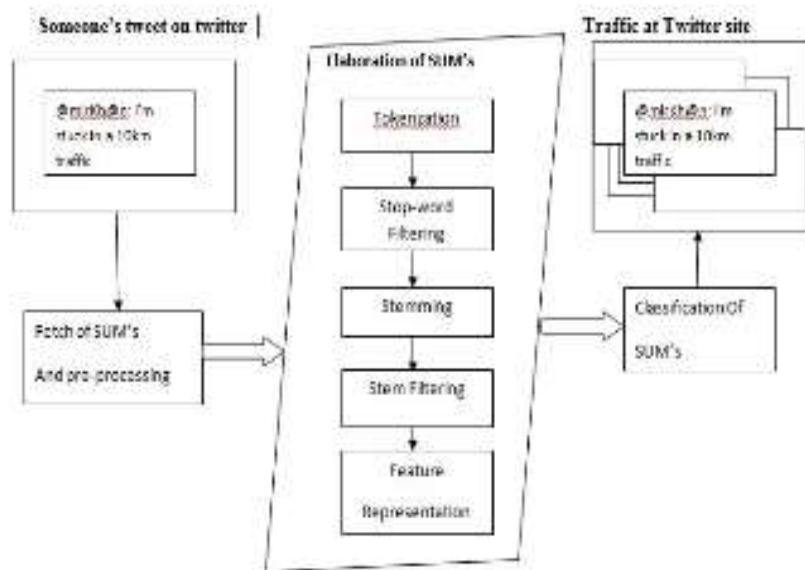 Someone's tweet on twitter
stuck in a 10km
traffic
Fetch of SUM's
And pre-processing
Elaboration of SUM's
Tokenization
Stop-word
Filtering
Stemming
Stem Filtering
Feature
Representation
Traffic at Twitter site
stuck in a 10km
traffic
Classification Of
SUM's